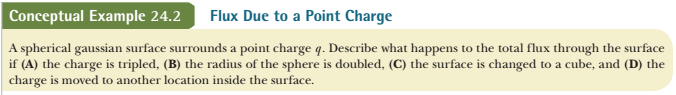 Conceptual Example 24.2 Flux Due to a Point Charge
A spherical gaussian surface surrounds a point charge q. Describe what happens to the total flux through the surface
if (A) the charge is tripled, (B) the radius of the sphere is doubled, (C) the surface is changed to a cube, and (D) the
charge is moved to another location inside the surface.